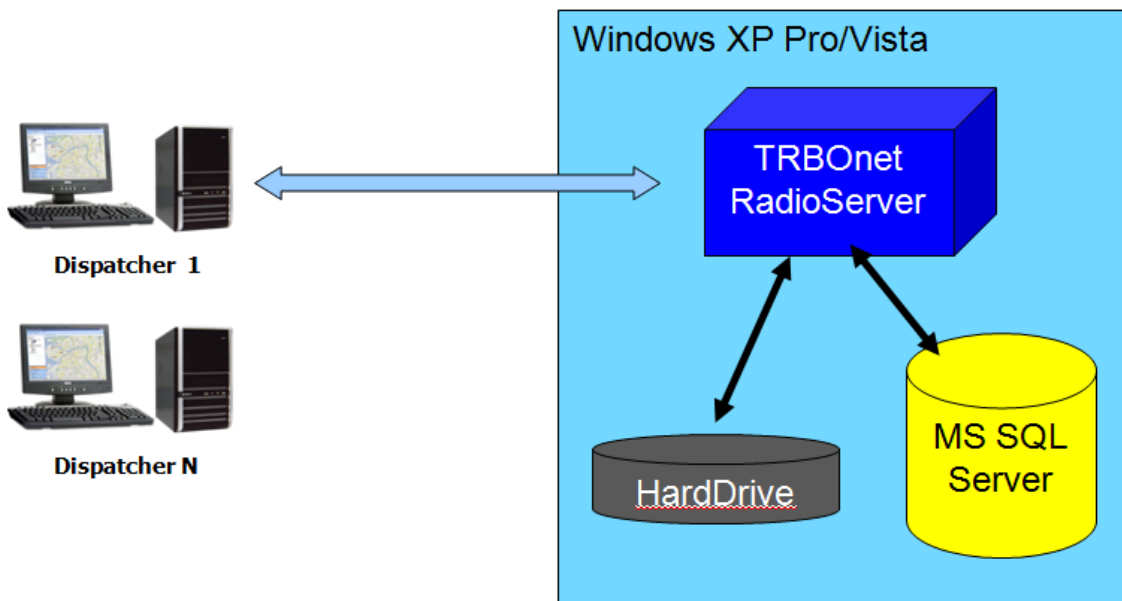 Windows XP Pro/Vista
TRBOnet
RadioServer
Dispatcher 1
MS SQL
Server
HardDrive
Dispatcher N